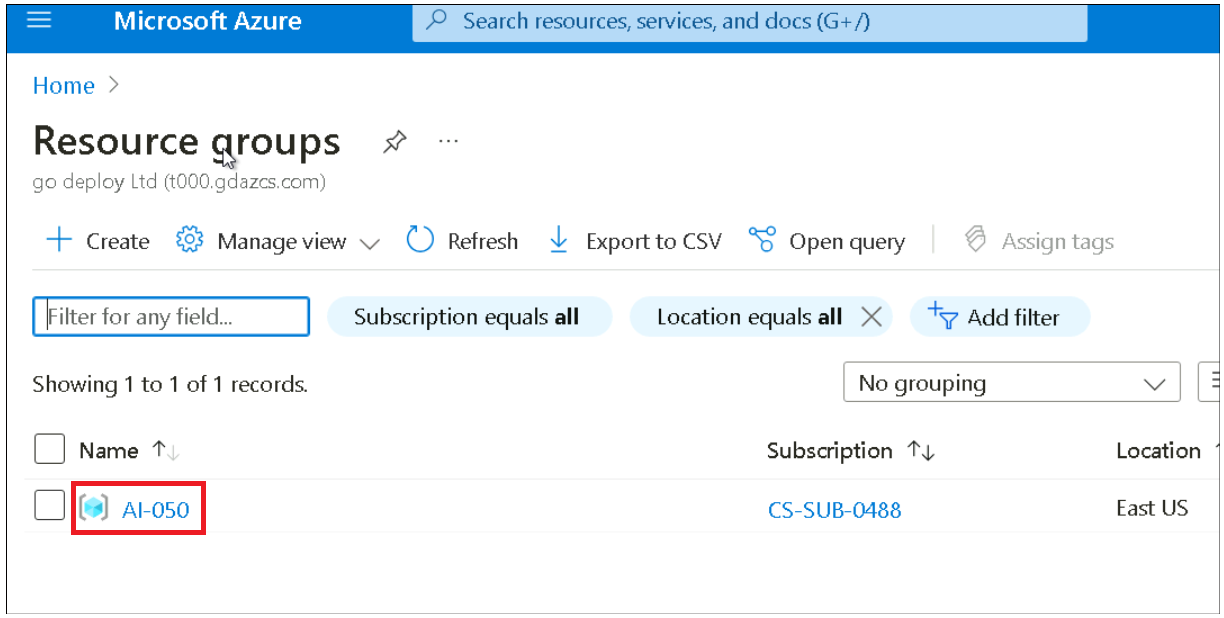 Microsoft Azure Search resources, services, and docs (G+/)
Home >
Resource groups ...
go deploy Ltd (t000.gdazcs.com)
+ Create Manage view Refresh Export to CSV Open query Assign tags
Filter for any field... Subscription equals all Location equals all Add filter
Showing 1 to 1 of 1 records. No grouping
Name ↑↓ Subscription ↑↓ Location ↑
AI-050 CS-SUB-0488 East US